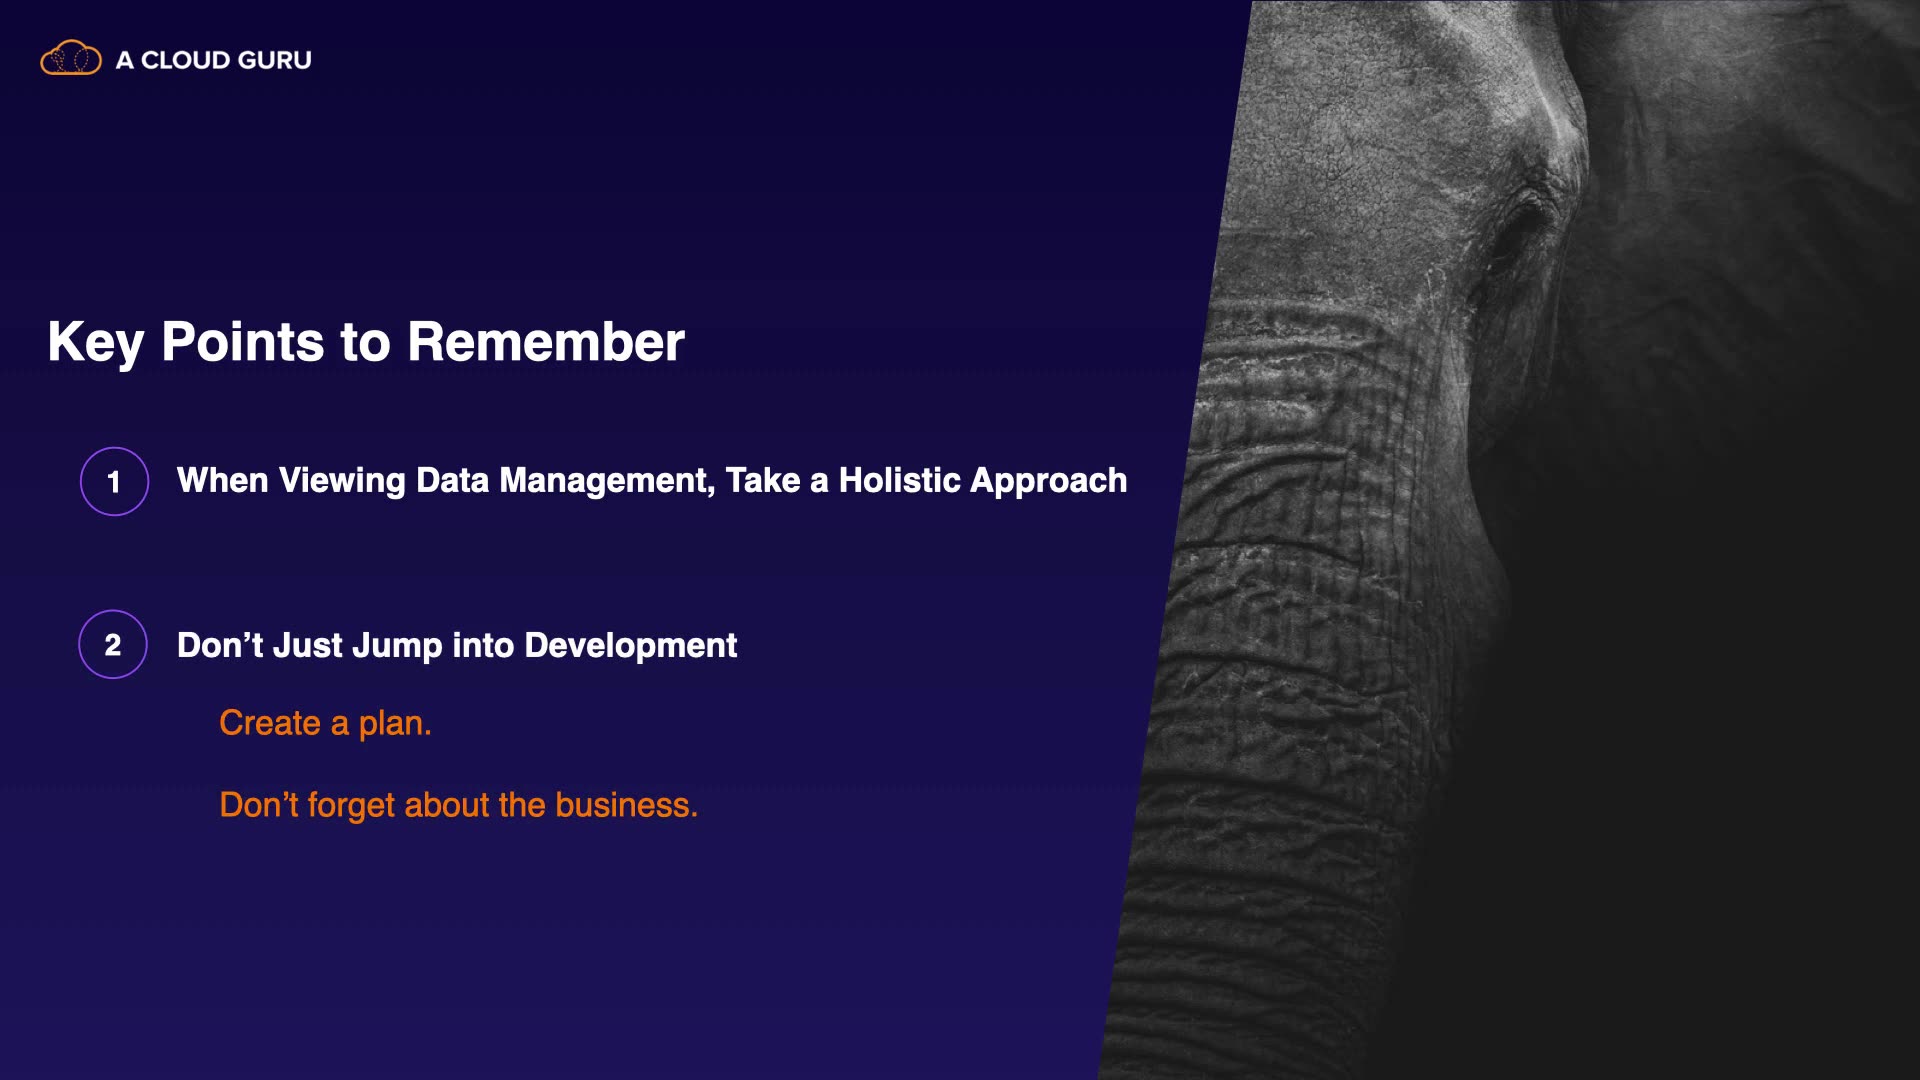 A CLOUD GURU
Key Points to Remember
1 When Viewing Data Management, Take a Holistic Approach
2 Don’t Just Jump into Development
Create a plan.
Don’t forget about the business.